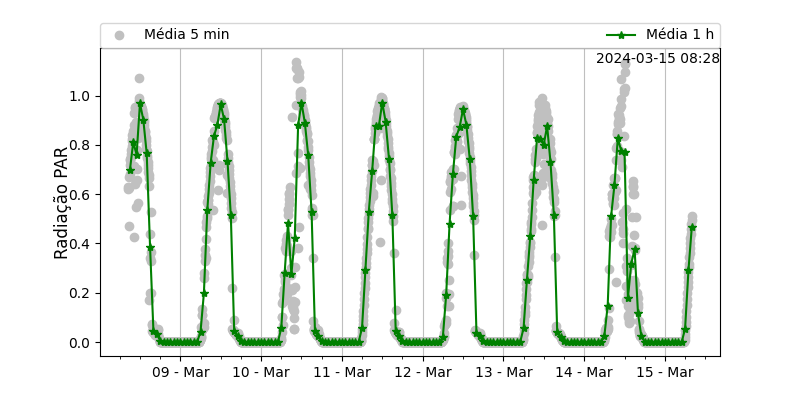 Média 5 min
Média 1 h
2024-03-15 08:28
Radiação PAR
1.0
0.8
0.6
0.4
0.2
0.0
09 - Mar
10 - Mar
11 - Mar
12 - Mar
13 - Mar
14 - Mar
15 - Mar